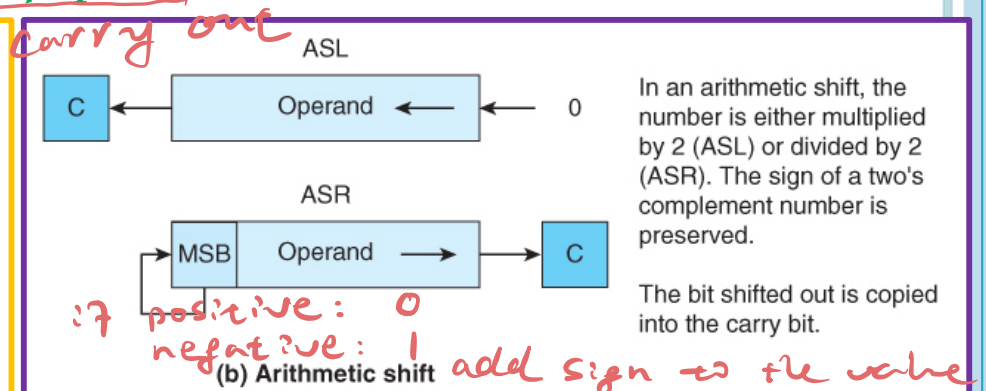 carry out
ASL
C
Operand
0
In an arithmetic shift, the
number is either multiplied
by 2 (ASL) or divided by 2
(ASR). The sign of a two's
complement number is
preserved.
ASR
MSB
Operand
C
The bit shifted out is copied
into the carry bit.
if positive: 0
negative: 1
add sign to the value
(b) Arithmetic shift